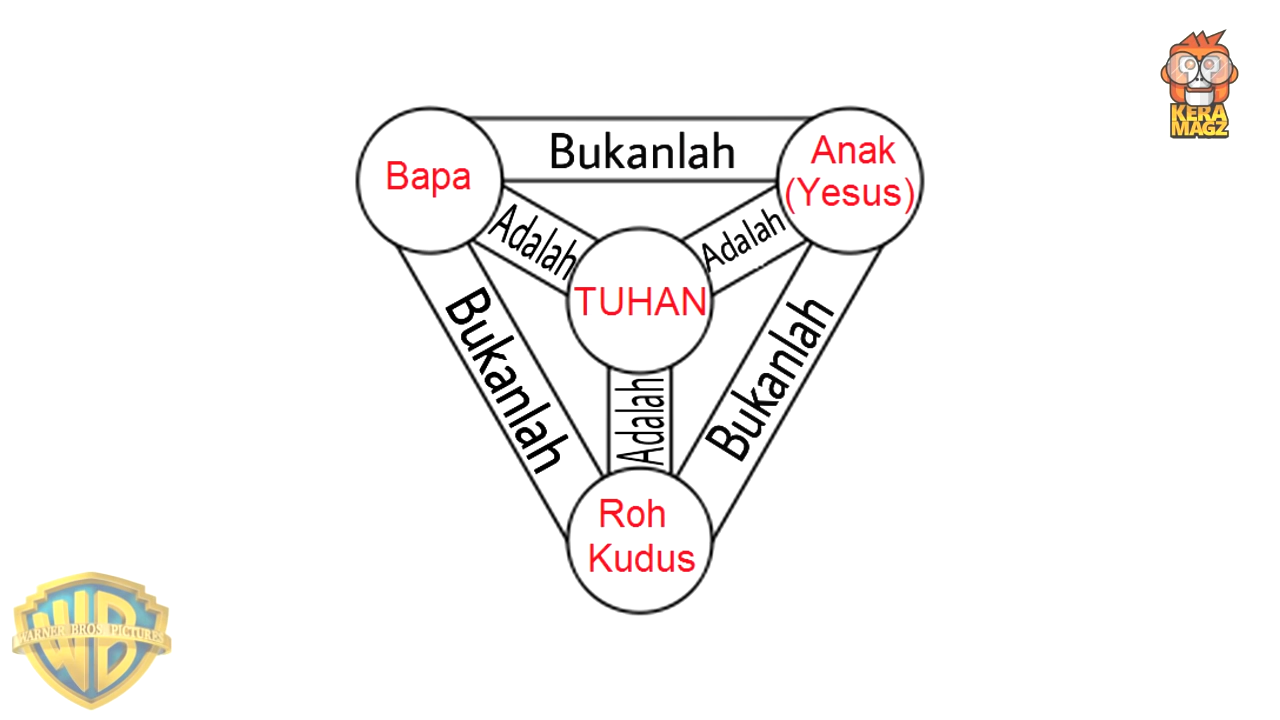 Bapa
Bukanlah
Anak
(Yesus)
Adalah
Adalah
TUHAN
Bukanlah
Adalah
Bukanlah
Roh
Kudus
KERA
MAGZ
WB
WARNER BROS. PICTURES